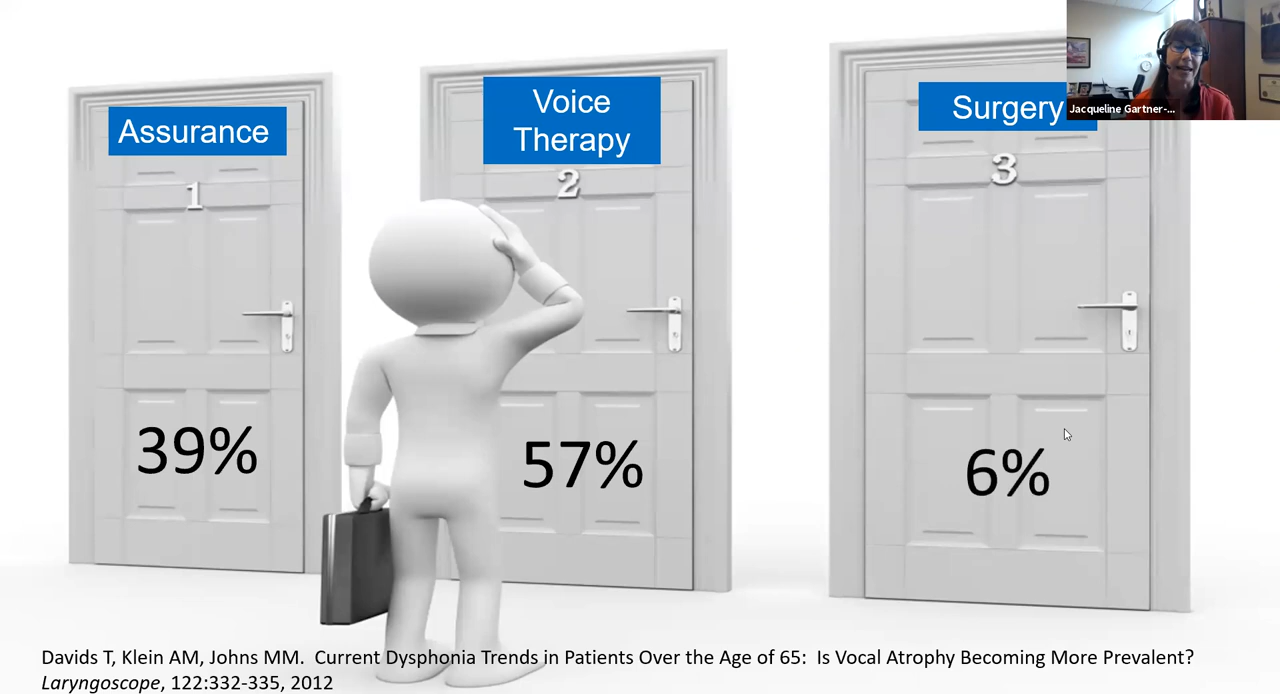 Assurance
Voice
Therapy
Surgery
Jacqueline Gartner-...
1
2
3
39%
57%
6%
Davids T, Klein AM, Johns MM.  Current Dysphonia Trends in Patients Over the Age of 65:  Is Vocal Atrophy Becoming More Prevalent?
Laryngoscope, 122:332-335, 2012